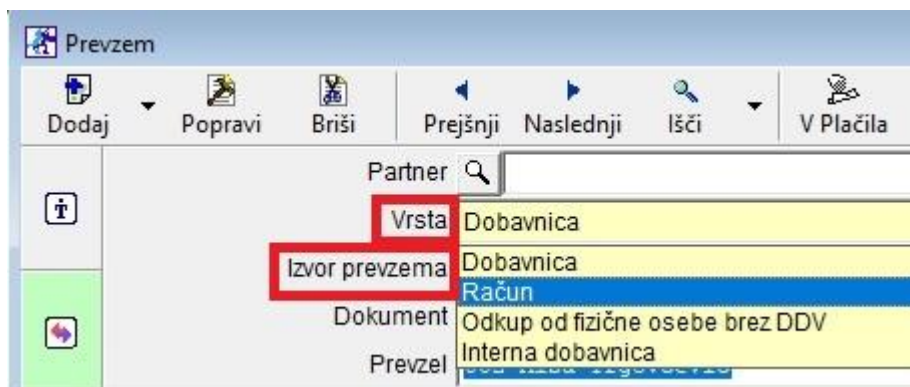 Prevzem
Dodaj Popravi Briši Prejšnji Naslednji Išči V Plačila
Partner
Vrsta Dobavnica
Izvor prevzema Dobavnica
Račun
Dokument Odkup od fizične osebe brez DDV
Interna dobavnica
Prevzel